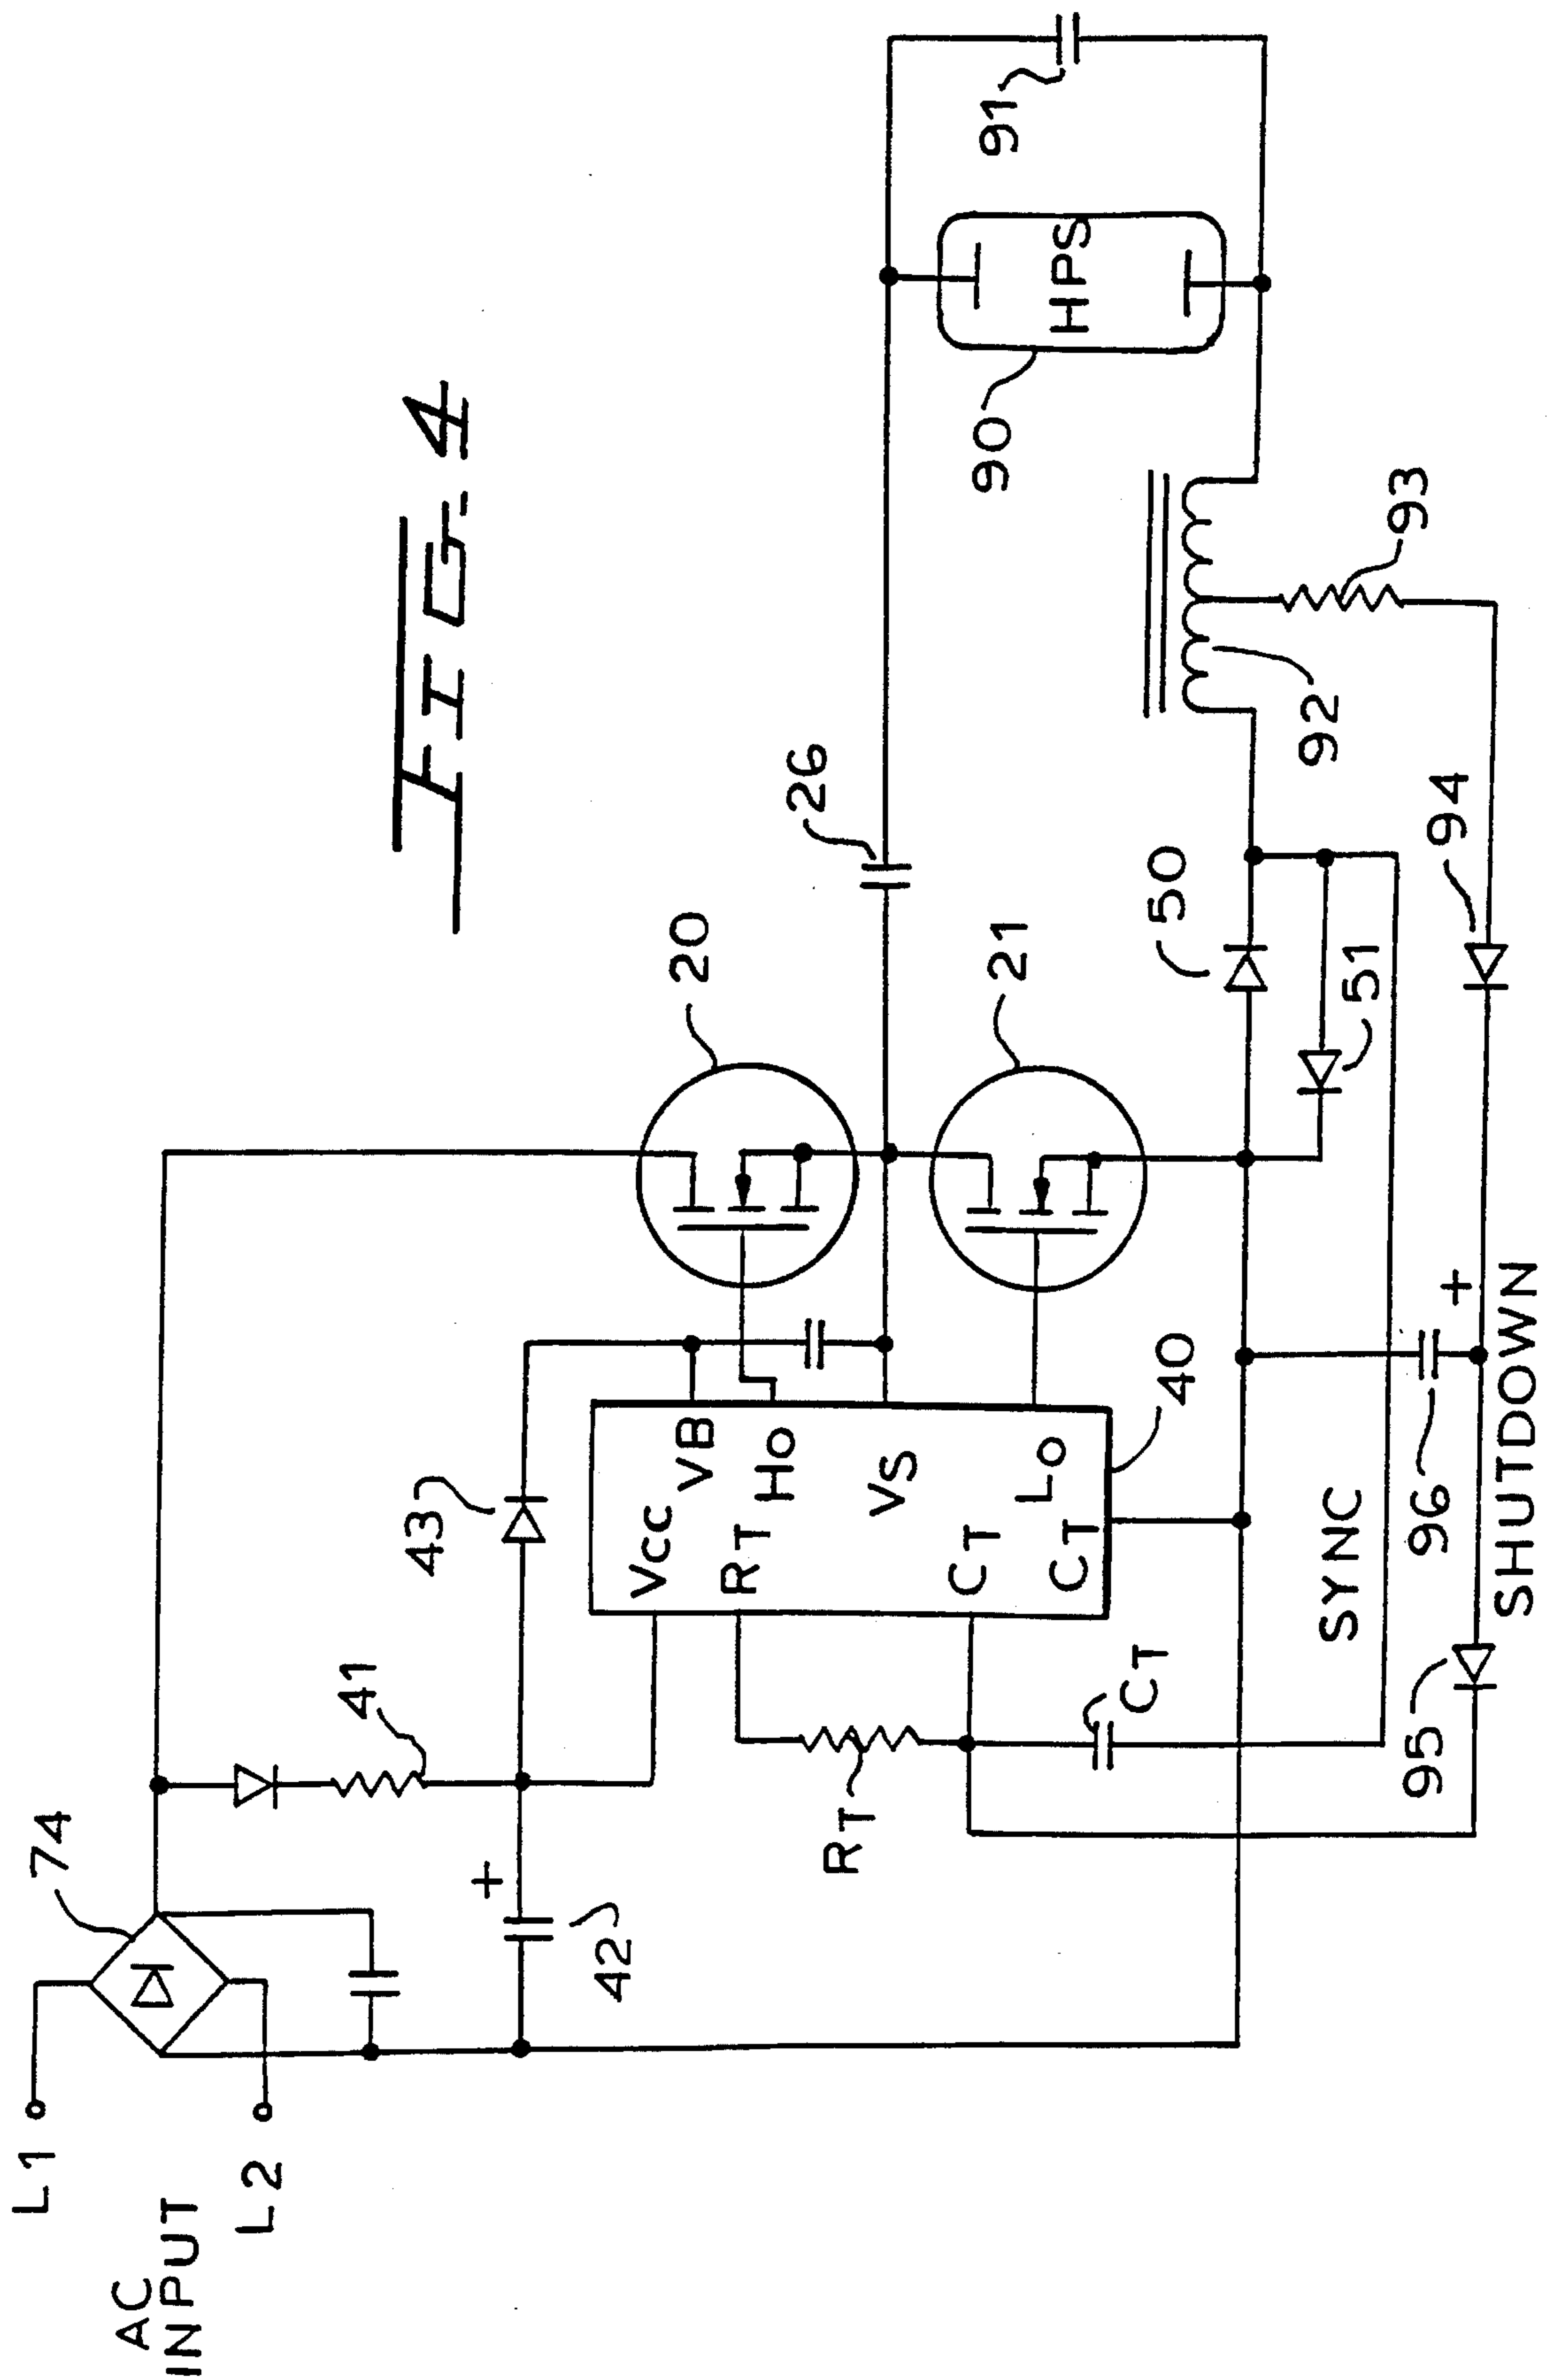 FIG. 4
L1
AC
INPUT
L2
74
41
42
+
43
20
26
21
91
90
HPS
Vcc
VB
RT
Ho
Vs
CT
Lo
CT
40
RT
CT
50
51
92
93
94
SYNC
95
96
+
SHUTDOWN